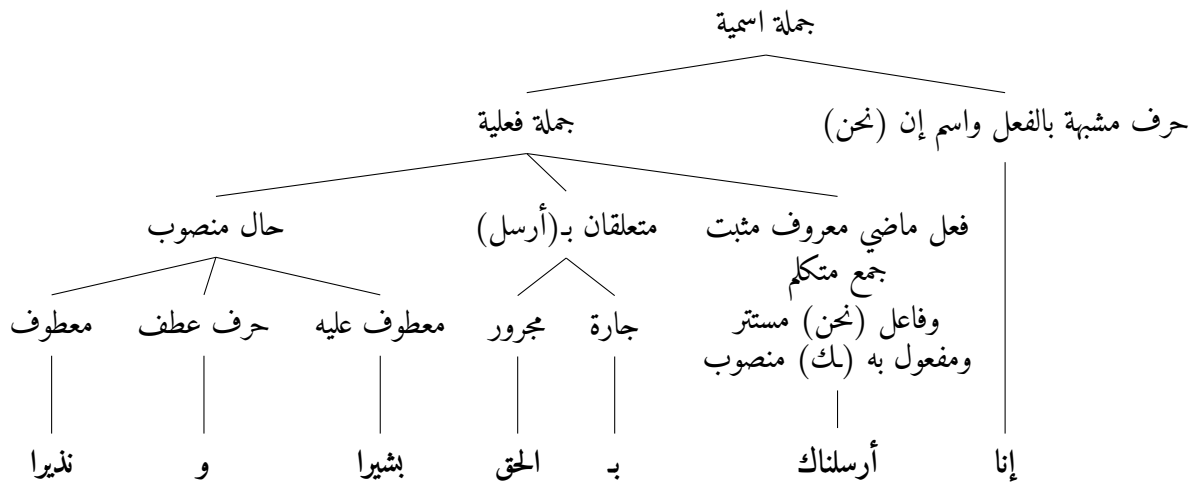 جملة اسمية
حرف مشبهة بالفعل واسم إن (نحن)
جملة فعلية
فعل ماضي معروف مثبت
جمع متكلم
وفاعل (نحن) مستتر
ومفعول به (ـك) منصوب
متعلقان بـ(أرسل)
حال منصوب
جارة
مجرور
معطوف عليه
حرف عطف
معطوف
إنا
أرسلناك
بـ
الحق
بشيرا
و
نذيرا